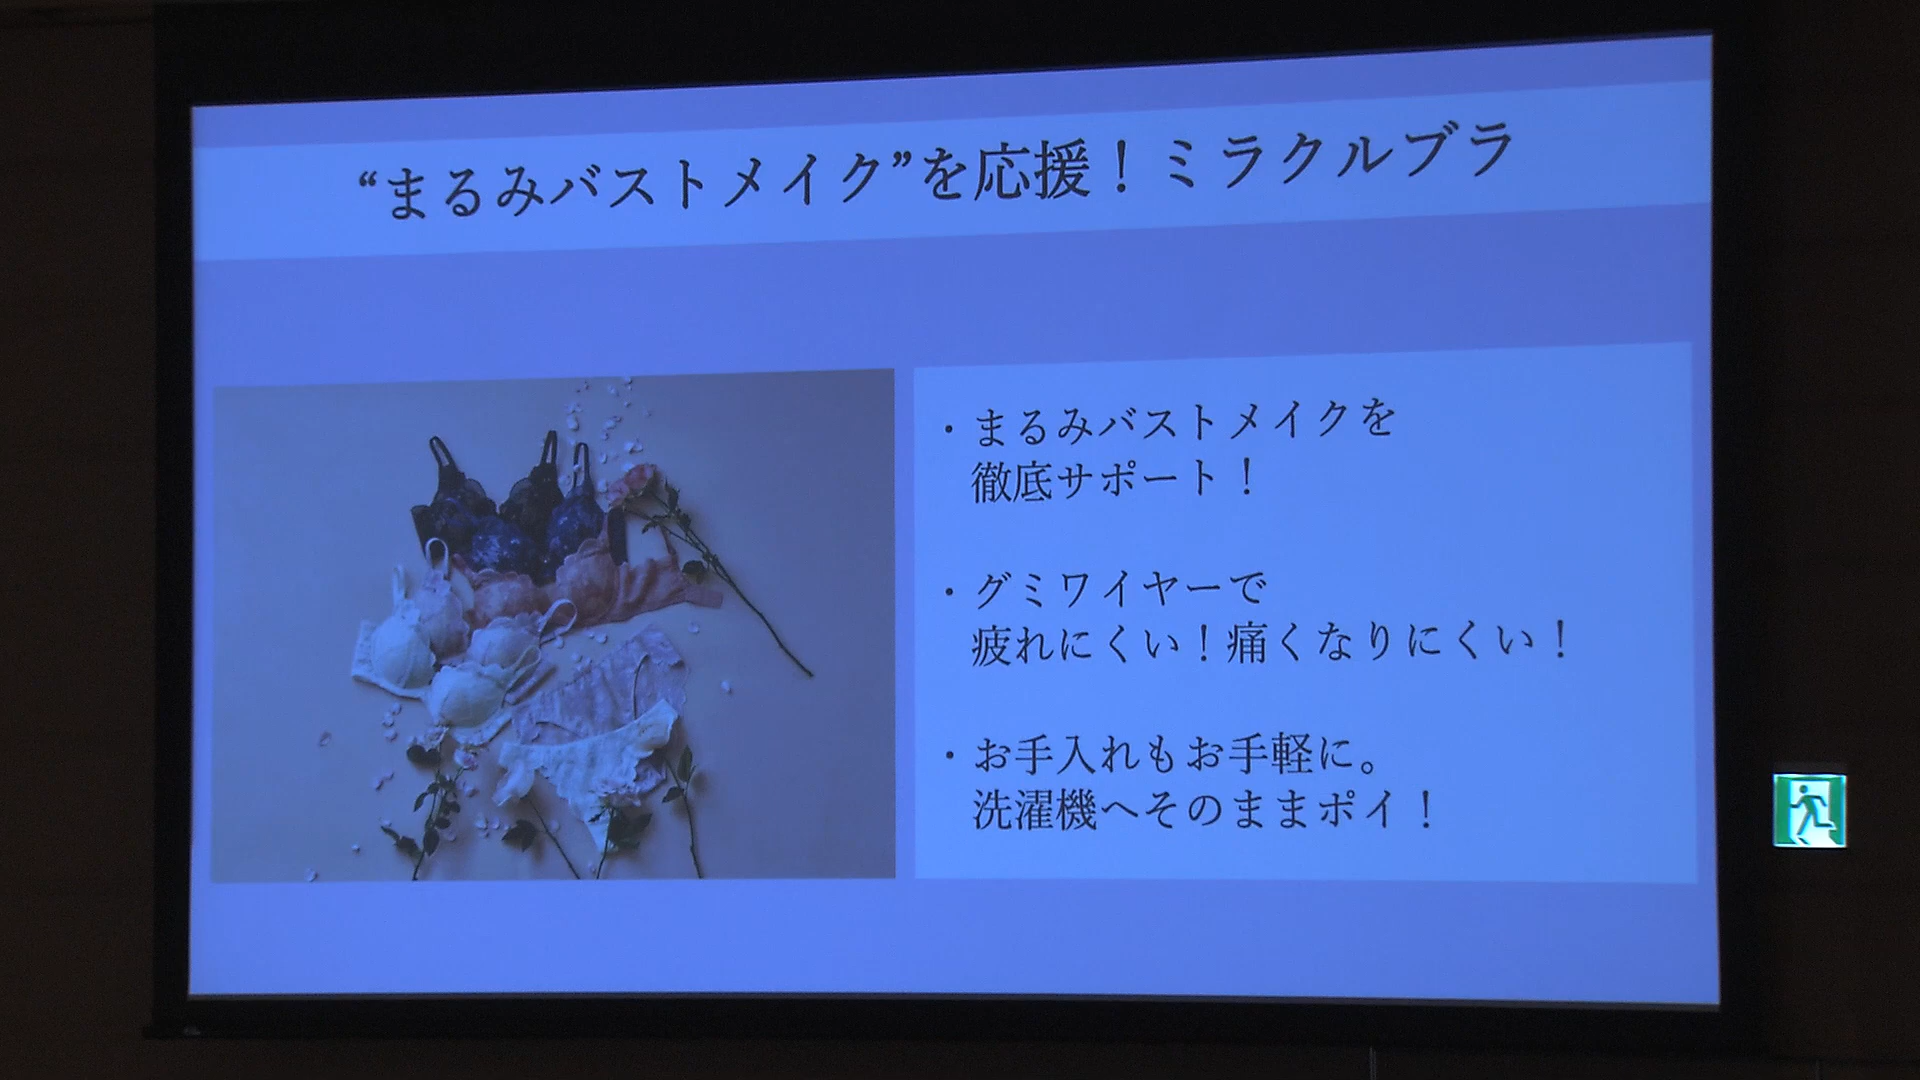 “まるみバストメイク”を応援！ミラクルブラ
・まるみバストメイクを
徹底サポート！
・グミワイヤーで
疲れにくい！痛くなりにくい！
・お手入れもお手軽に。
洗濯機へそのままポイ！